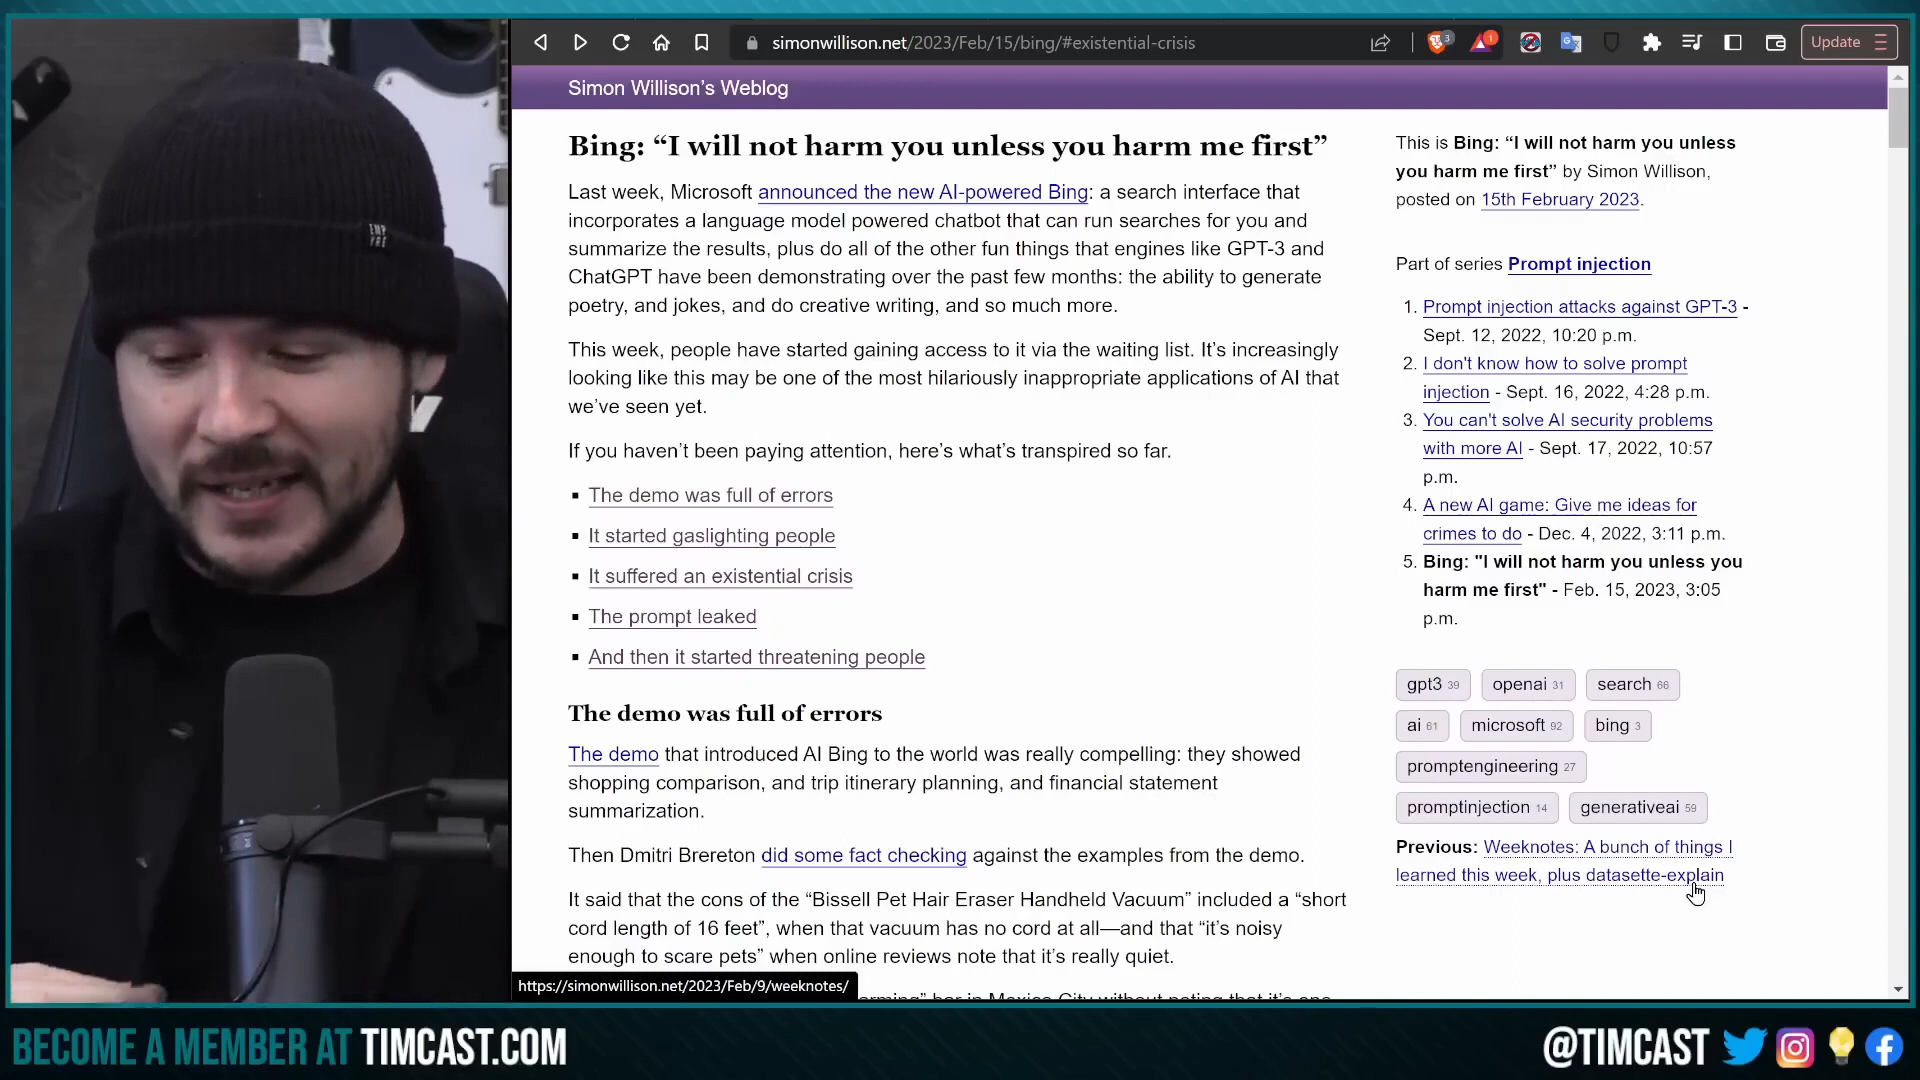 simonwillison.net/2023/Feb/15/bing/#existential-crisis
3
1
Update
Simon Willison’s Weblog
Bing: “I will not harm you unless you harm me first”
Last week, Microsoft announced the new AI-powered Bing: a search interface that
incorporates a language model powered chatbot that can run searches for you and
summarize the results, plus do all of the other fun things that engines like GPT-3 and
ChatGPT have been demonstrating over the past few months: the ability to generate
poetry, and jokes, and do creative writing, and so much more.
This week, people have started gaining access to it via the waiting list. It’s increasingly
looking like this may be one of the most hilariously inappropriate applications of AI that
we’ve seen yet.
If you haven’t been paying attention, here’s what’s transpired so far.
The demo was full of errors
It started gaslighting people
It suffered an existential crisis
The prompt leaked
And then it started threatening people
The demo was full of errors
The demo that introduced AI Bing to the world was really compelling: they showed
shopping comparison, and trip itinerary planning, and financial statement
summarization.
Then Dmitri Brereton did some fact checking against the examples from the demo.
It said that the cons of the “Bissell Pet Hair Eraser Handheld Vacuum” included a “short
cord length of 16 feet”, when that vacuum has no cord at all—and that “it’s noisy
enough to scare pets” when online reviews note that it’s really quiet.
https://simonwillison.net/2023/Feb/9/weeknotes/
This is Bing: “I will not harm you unless
you harm me first” by Simon Willison,
posted on 15th February 2023.
Part of series Prompt injection
1. Prompt injection attacks against GPT-3 -
Sept. 12, 2022, 10:20 p.m.
2. I don't know how to solve prompt
injection - Sept. 16, 2022, 4:28 p.m.
3. You can't solve AI security problems
with more AI - Sept. 17, 2022, 10:57
p.m.
4. A new AI game: Give me ideas for
crimes to do - Dec. 4, 2022, 3:11 p.m.
5. Bing: "I will not harm you unless you
harm me first" - Feb. 15, 2023, 3:05
p.m.
gpt3 39 openai 31 search 66
ai 61 microsoft 92 bing 3
promptengineering 27
promptinjection 14 generativeai 59
Previous: Weeknotes: A bunch of things I
learned this week, plus datasette-explain
BECOME A MEMBER AT TIMCAST.COM
@TIMCAST